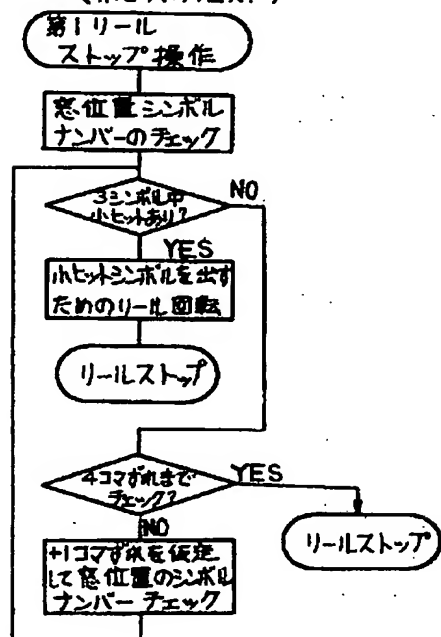 第1リール
ストップ操作
窓位置シンボル
ナンバーのチェック
3シンボル中
小ヒットあり?
NO
YES
小ヒットシンボルを出す
ためのリール回転
リールストップ
4コマずれまで
チェック?
YES
NO
リールストップ
+1コマずれを仮定
して窓位置のシンボル
ナンバーチェック